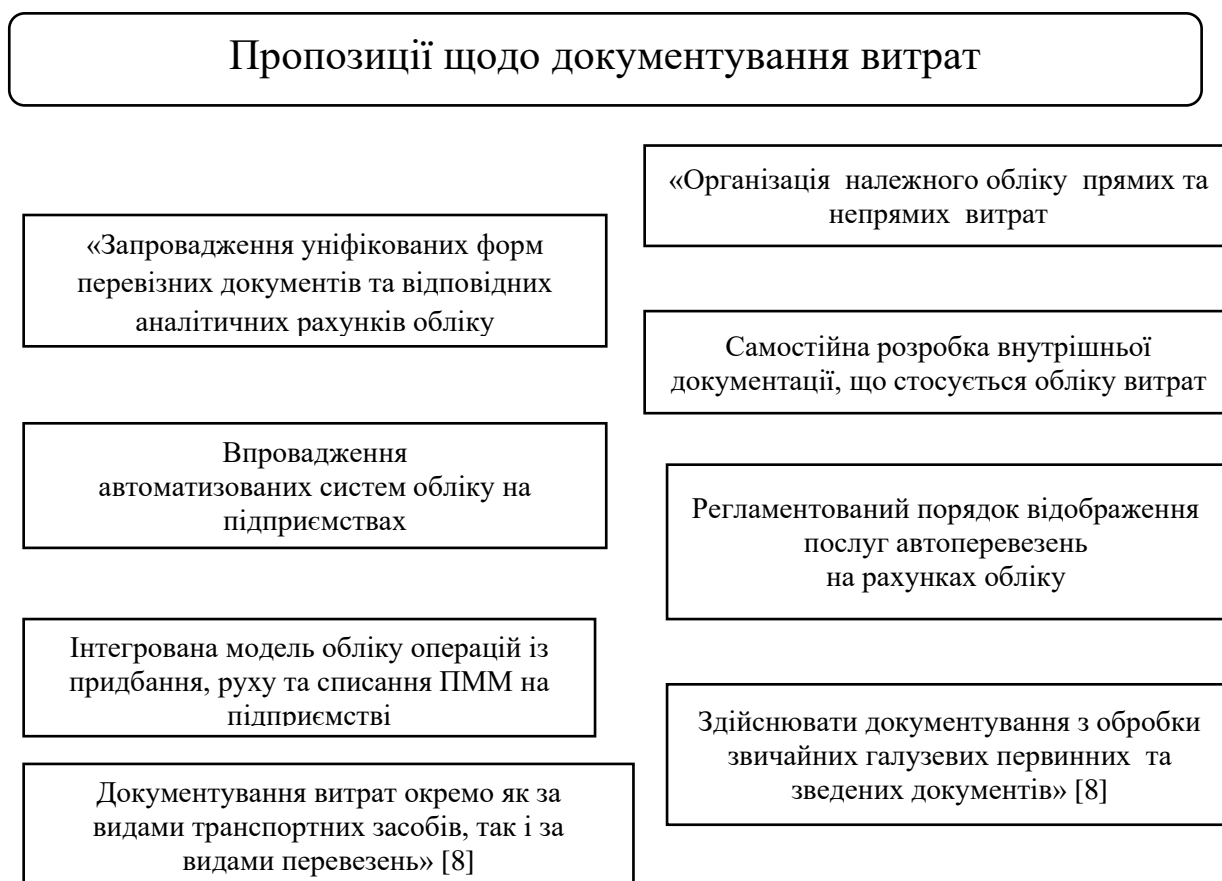 Пропозиції щодо документування витрат
«Запровадження уніфікованих форм
перевізних документів та відповідних
аналітичних рахунків обліку
Впровадження
автоматизованих систем обліку на
підприємствах
Інтегрована модель обліку операцій із
придбання, руху та списання ПММ на
підприємстві
Документування витрат окремо як за
видами транспортних засобів, так і за
видами перевезень» [8]
«Організація належного обліку прямих та
непрямих витрат
Самостійна розробка внутрішньої
документації, що стосується обліку витрат
Регламентований порядок відображення
послуг автоперевезень
на рахунках обліку
Здійснювати документування з обробки
звичайних галузевих первинних та
зведених документів» [8]